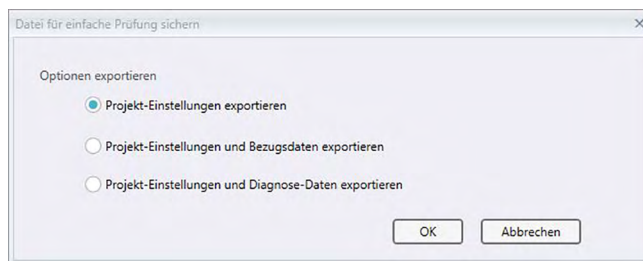 Datei für einfache Prüfung sichern
Optionen exportieren
Projekt-Einstellungen exportieren
Projekt-Einstellungen und Bezugsdaten exportieren
Projekt-Einstellungen und Diagnose-Daten exportieren
OK Abbrechen